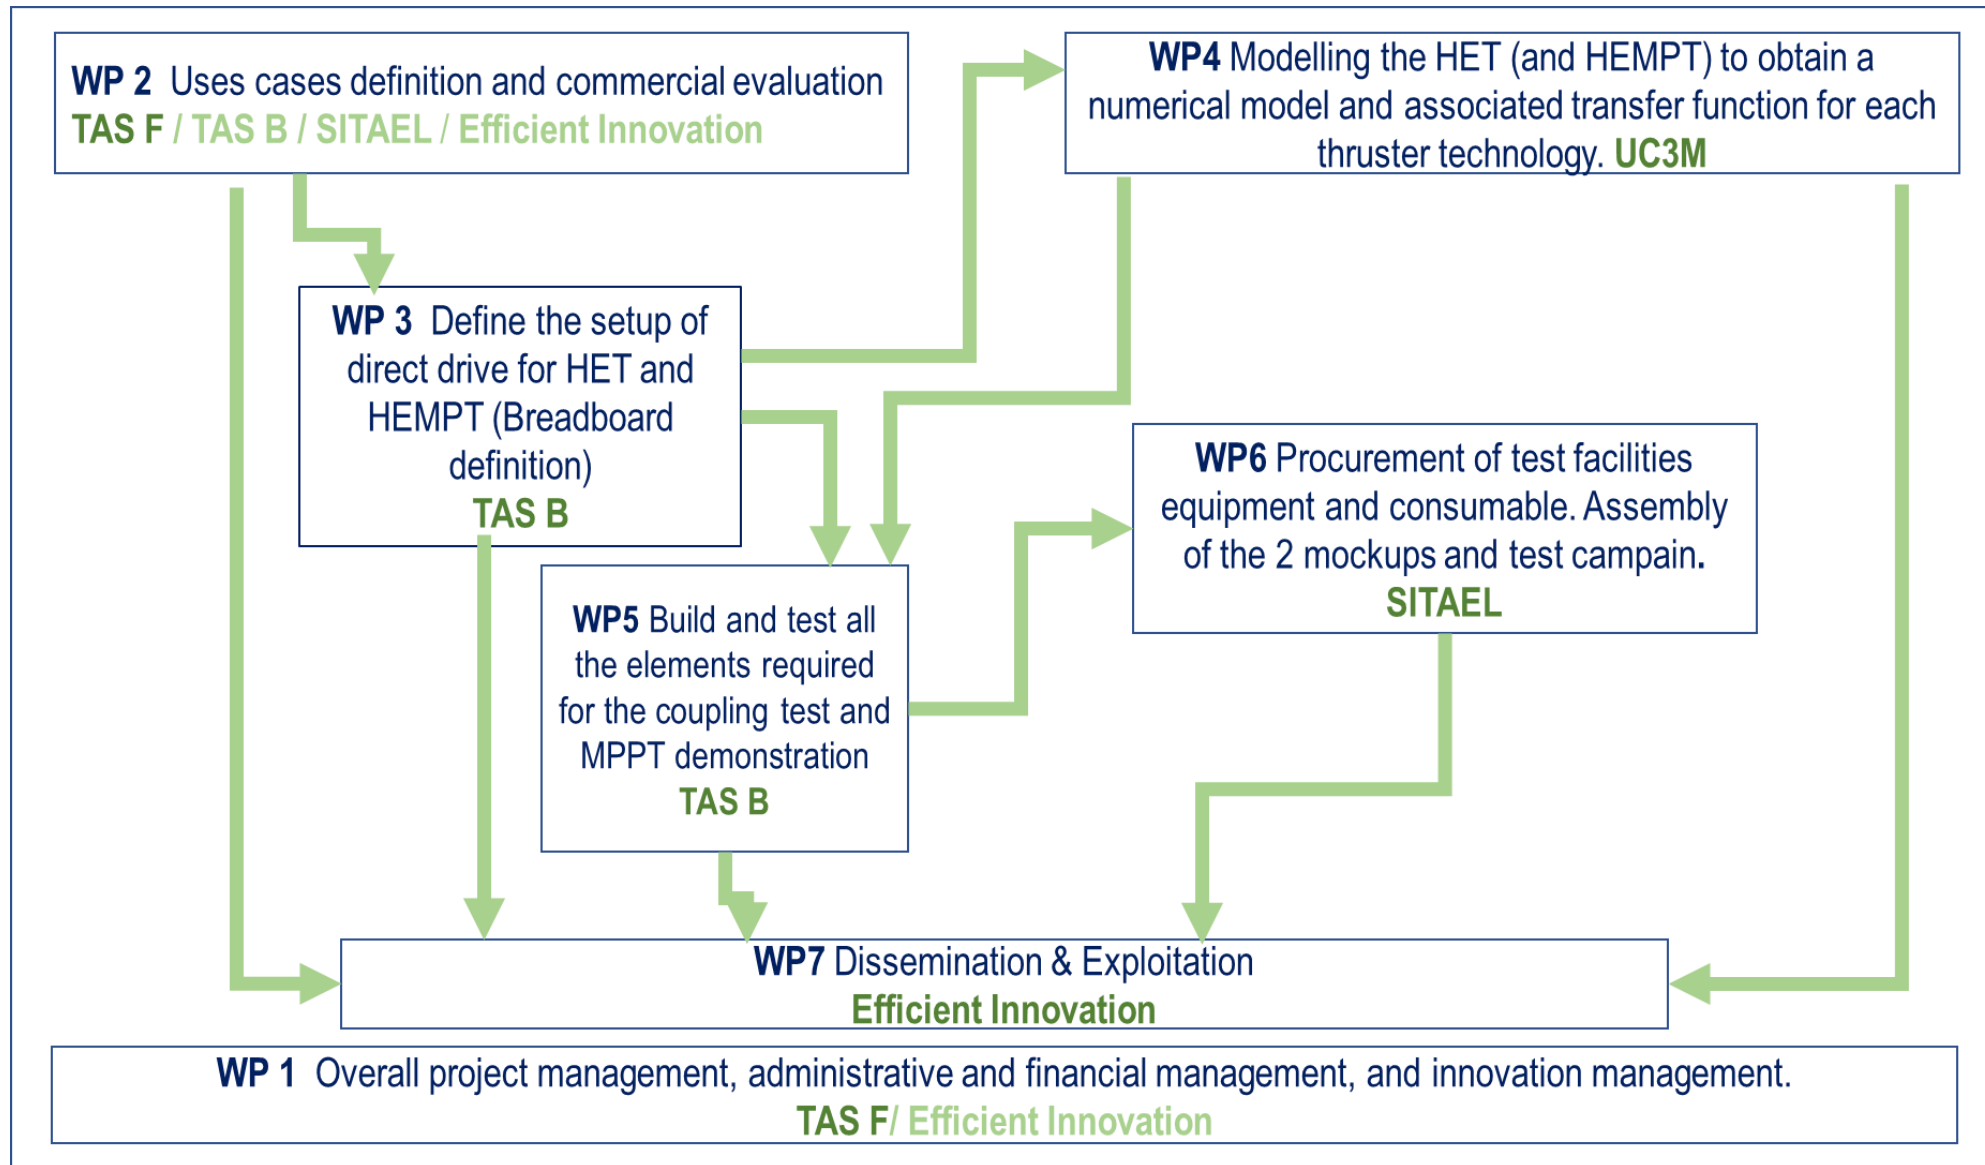 WP 2 Uses cases definition and commercial evaluation
TAS F / TAS B / SITAEL / Efficient Innovation
WP4 Modelling the HET (and HEMPT) to obtain a
numerical model and associated transfer function for each
thruster technology. UC3M
WP 3 Define the setup of
direct drive for HET and
HEMPT (Breadboard
definition)
TAS B
WP6 Procurement of test facilities
equipment and consumable. Assembly
of the 2 mockups and test campain.
SITAEL
WP5 Build and test all
the elements required
for the coupling test and
MPPT demonstration
TAS B
WP7 Dissemination & Exploitation
Efficient Innovation
WP 1 Overall project management, administrative and financial management, and innovation management.
TAS F/ Efficient Innovation